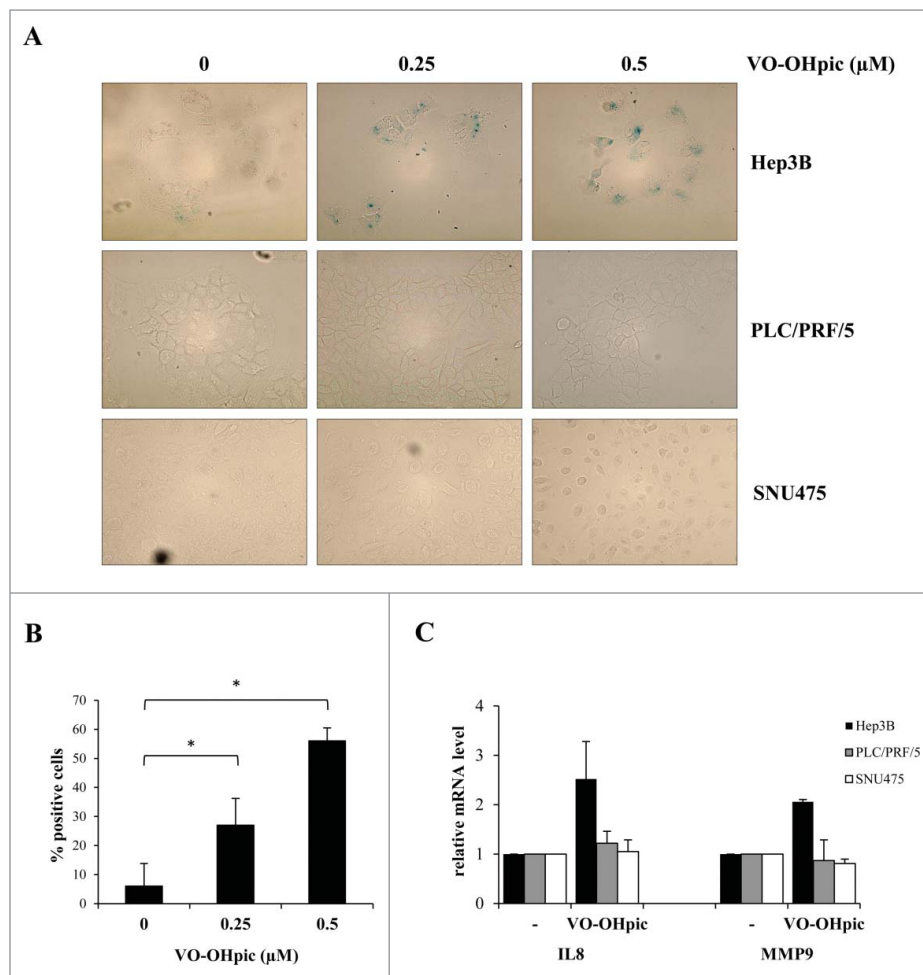 A
0 0.25 0.5 VO-OHpic (µM)
Hep3B
PLC/PRF/5
SNU475
B
% positive cells
70
60
50
40
30
20
10
0
*
*
0 0.25 0.5
VO-OHpic (µM)
C
relative mRNA level
4
3
2
1
0
Hep3B
PLC/PRF/5
SNU475
- VO-OHpic - VO-OHpic
IL8 MMP9